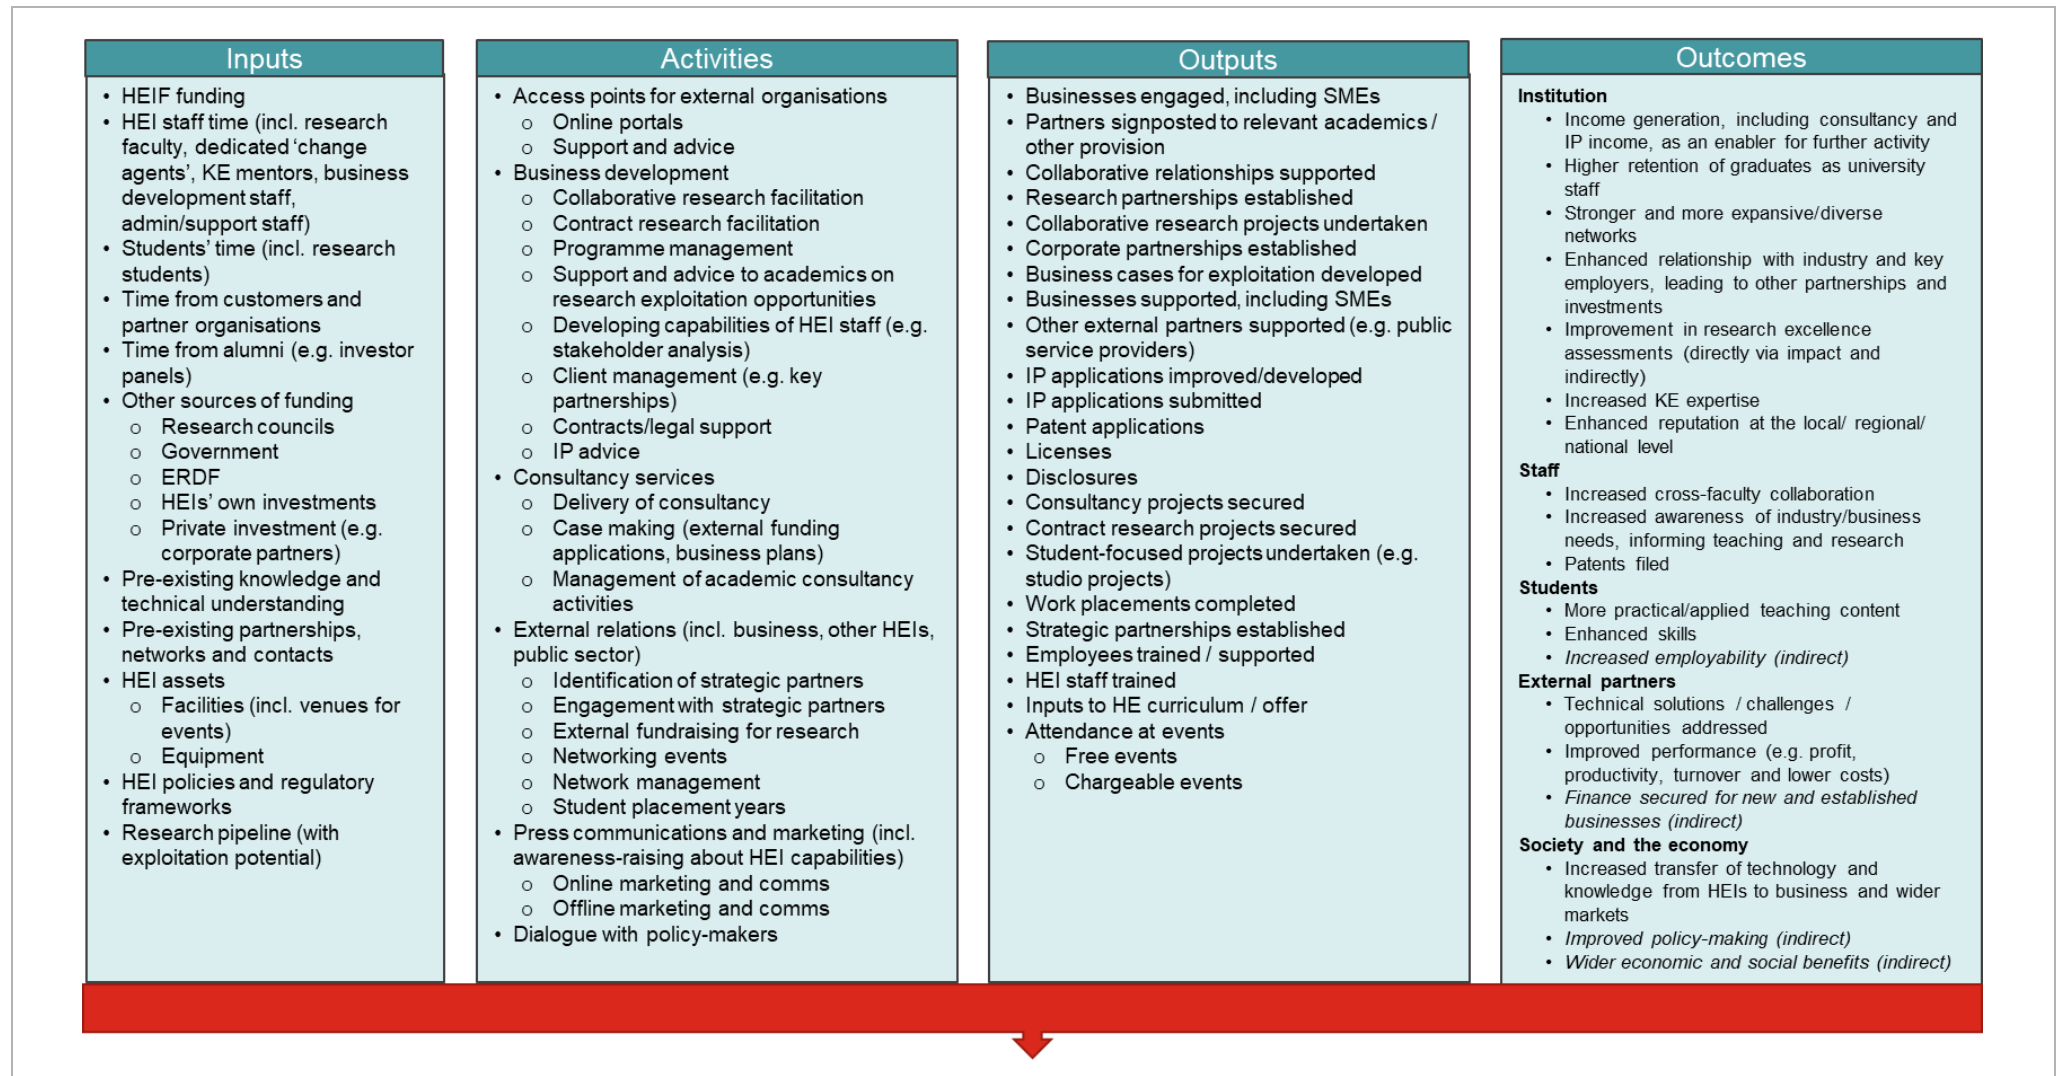 Inputs
• HEIF funding
• HEI staff time (incl. research
faculty, dedicated ‘change
agents’, KE mentors, business
development staff,
admin/support staff)
• Students’ time (incl. research
students)
• Time from customers and
partner organisations
• Time from alumni (e.g. investor
panels)
• Other sources of funding
o Research councils
o Government
o ERDF
o HEIs’ own investments
o Private investment (e.g.
corporate partners)
• Pre-existing knowledge and
technical understanding
• Pre-existing partnerships,
networks and contacts
• HEI assets
o Facilities (incl. venues for
events)
o Equipment
• HEI policies and regulatory
frameworks
• Research pipeline (with
exploitation potential)
Activities
• Access points for external organisations
o Online portals
o Support and advice
• Business development
o Collaborative research facilitation
o Contract research facilitation
o Programme management
o Support and advice to academics on
research exploitation opportunities
o Developing capabilities of HEI staff (e.g.
stakeholder analysis)
o Client management (e.g. key
partnerships)
o Contracts/legal support
o IP advice
• Consultancy services
o Delivery of consultancy
o Case making (external funding
applications, business plans)
o Management of academic consultancy
activities
• External relations (incl. business, other HEIs,
public sector)
o Identification of strategic partners
o Engagement with strategic partners
o External fundraising for research
o Networking events
o Network management
o Student placement years
• Press communications and marketing (incl.
awareness-raising about HEI capabilities)
o Online marketing and comms
o Offline marketing and comms
• Dialogue with policy-makers
Outputs
• Businesses engaged, including SMEs
• Partners signposted to relevant academics /
other provision
• Collaborative relationships supported
• Research partnerships established
• Collaborative research projects undertaken
• Corporate partnerships established
• Business cases for exploitation developed
• Businesses supported, including SMEs
• Other external partners supported (e.g. public
service providers)
• IP applications improved/developed
• IP applications submitted
• Patent applications
• Licenses
• Disclosures
• Consultancy projects secured
• Contract research projects secured
• Student-focused projects undertaken (e.g.
studio projects)
• Work placements completed
• Strategic partnerships established
• Employees trained / supported
• HEI staff trained
• Inputs to HE curriculum / offer
• Attendance at events
o Free events
o Chargeable events
Outcomes
Institution
• Income generation, including consultancy and
IP income, as an enabler for further activity
• Higher retention of graduates as university
staff
• Stronger and more expansive/diverse
networks
• Enhanced relationship with industry and key
employers, leading to other partnerships and
investments
• Improvement in research excellence
assessments (directly via impact and
indirectly)
• Increased KE expertise
• Enhanced reputation at the local/ regional/
national level
Staff
• Increased cross-faculty collaboration
• Increased awareness of industry/business
needs, informing teaching and research
• Patents filed
Students
• More practical/applied teaching content
• Enhanced skills
• Increased employability (indirect)
External partners
• Technical solutions / challenges /
opportunities addressed
• Improved performance (e.g. profit,
productivity, turnover and lower costs)
• Finance secured for new and established
businesses (indirect)
Society and the economy
• Increased transfer of technology and
knowledge from HEIs to business and wider
markets
• Improved policy-making (indirect)
• Wider economic and social benefits (indirect)